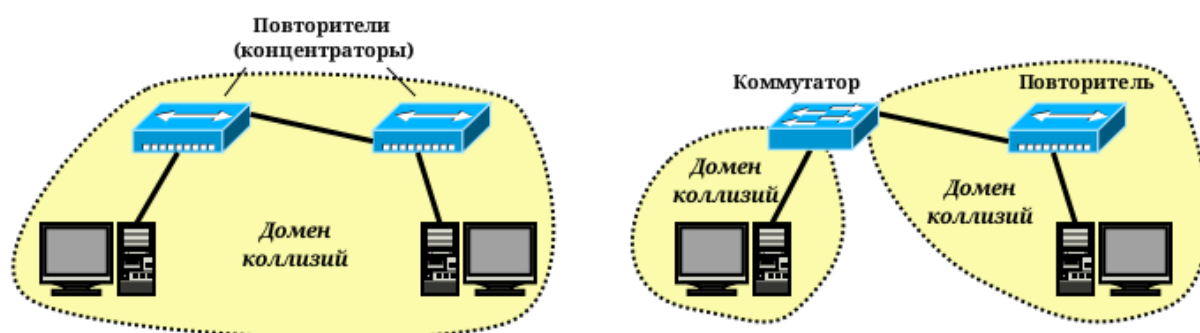 Повторители
(концентраторы)
Домен
коллизий
Коммутатор
Повторитель
Домен
коллизий
Домен
коллизий